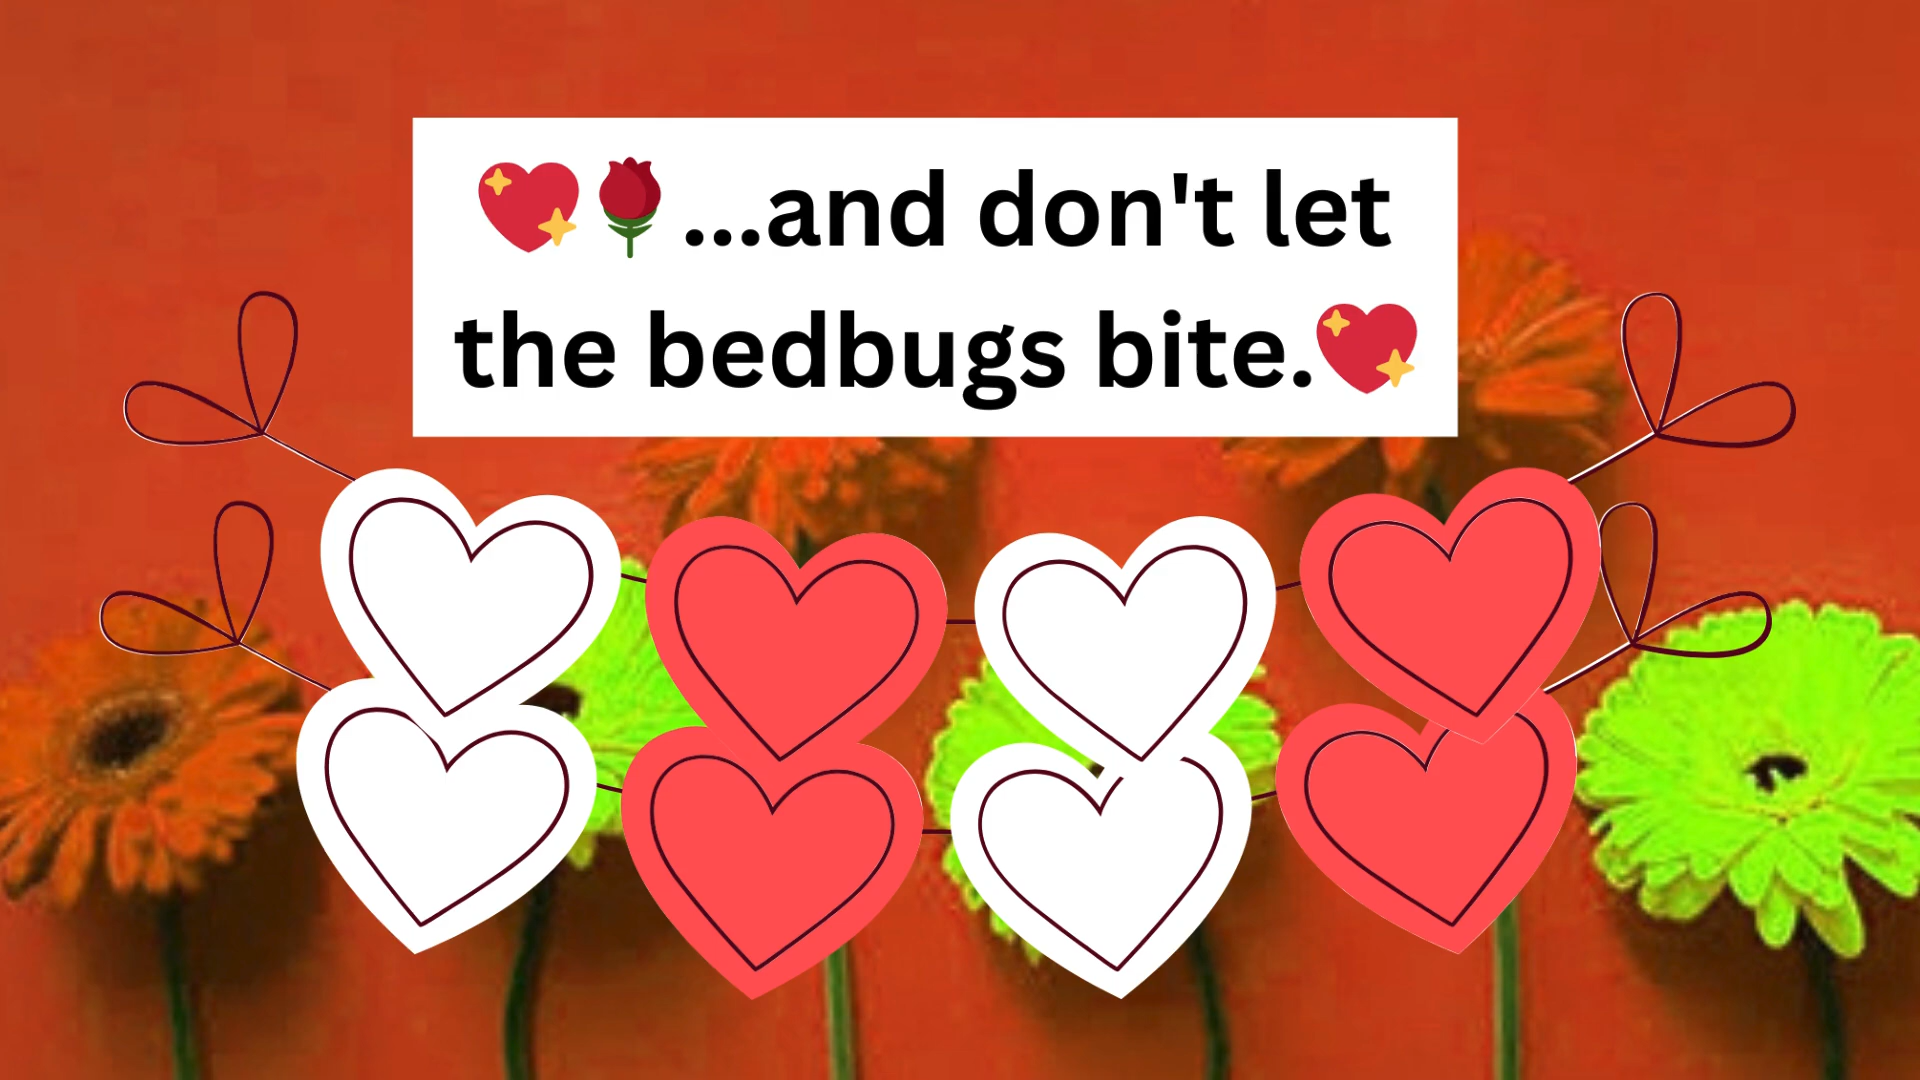 💖🌹...and don't let
the bedbugs bite.💖